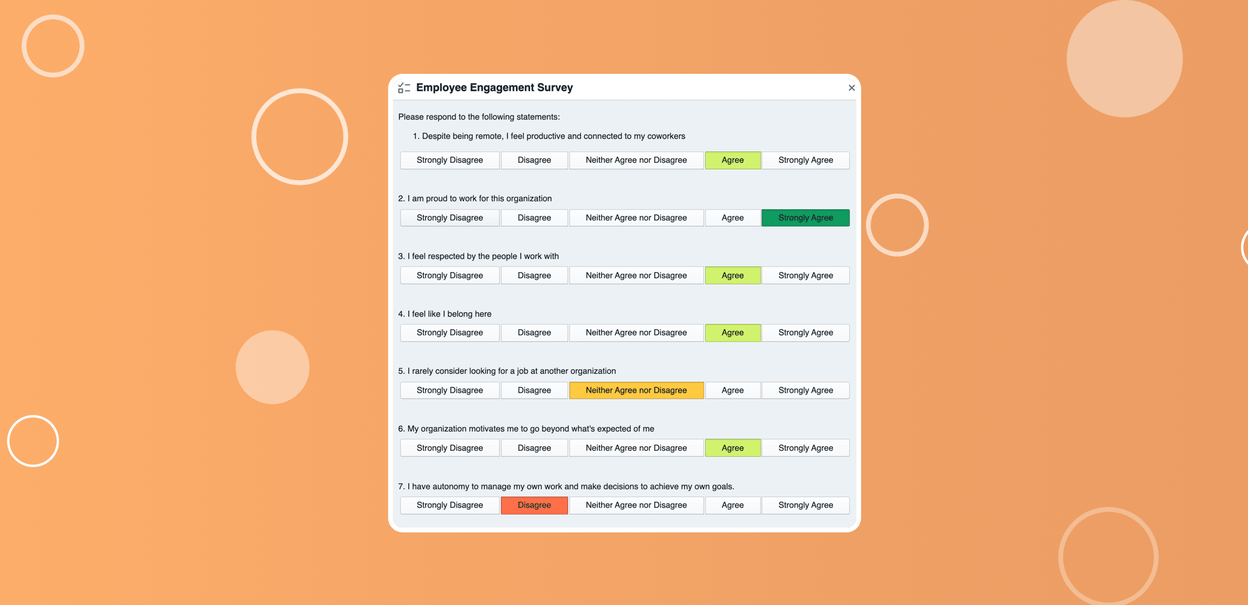 Employee Engagement Survey
Please respond to the following statements:
1. Despite being remote, I feel productive and connected to my coworkers
Strongly Disagree Disagree Neither Agree nor Disagree Agree Strongly Agree
2. I am proud to work for this organization
Strongly Disagree Disagree Neither Agree nor Disagree Agree Strongly Agree
3. I feel respected by the people I work with
Strongly Disagree Disagree Neither Agree nor Disagree Agree Strongly Agree
4. I feel like I belong here
Strongly Disagree Disagree Neither Agree nor Disagree Agree Strongly Agree
5. I rarely consider looking for a job at another organization
Strongly Disagree Disagree Neither Agree nor Disagree Agree Strongly Agree
6. My organization motivates me to go beyond what's expected of me
Strongly Disagree Disagree Neither Agree nor Disagree Agree Strongly Agree
7. I have autonomy to manage my own work and make decisions to achieve my own goals.
Strongly Disagree Disagree Neither Agree nor Disagree Agree Strongly Agree